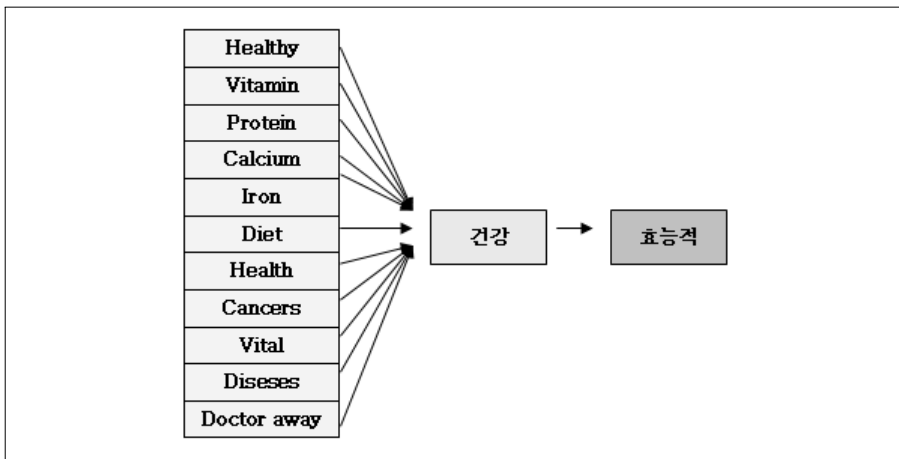 Healthy
Vitamin
Protein
Calcium
Iron
Diet
Health
Cancers
Vital
Diseses
Doctor away
건강
효능적